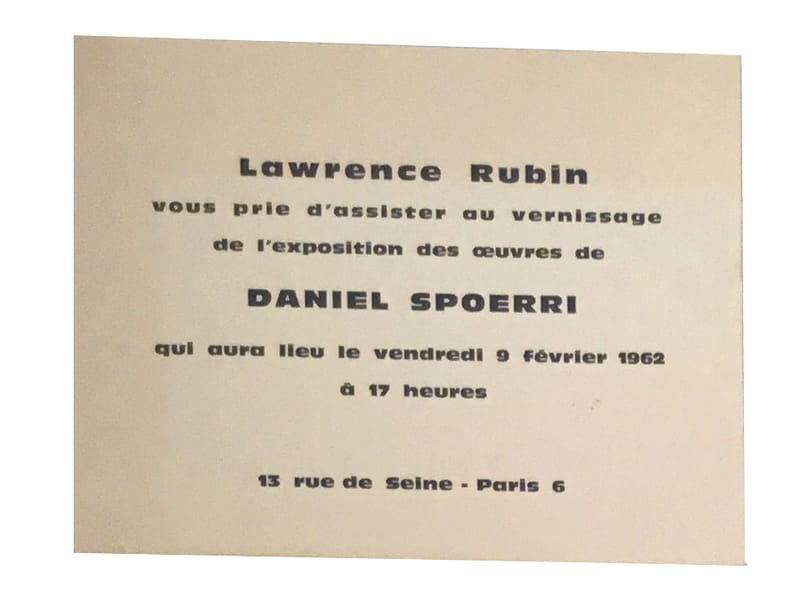 Lawrence Rubin
vous prie d'assister au vernissage
de l'exposition des œuvres de
DANIEL SPOERRI
qui aura lieu le vendredi 9 février 1962
à 17 heures
13 rue de Seine - Paris 6